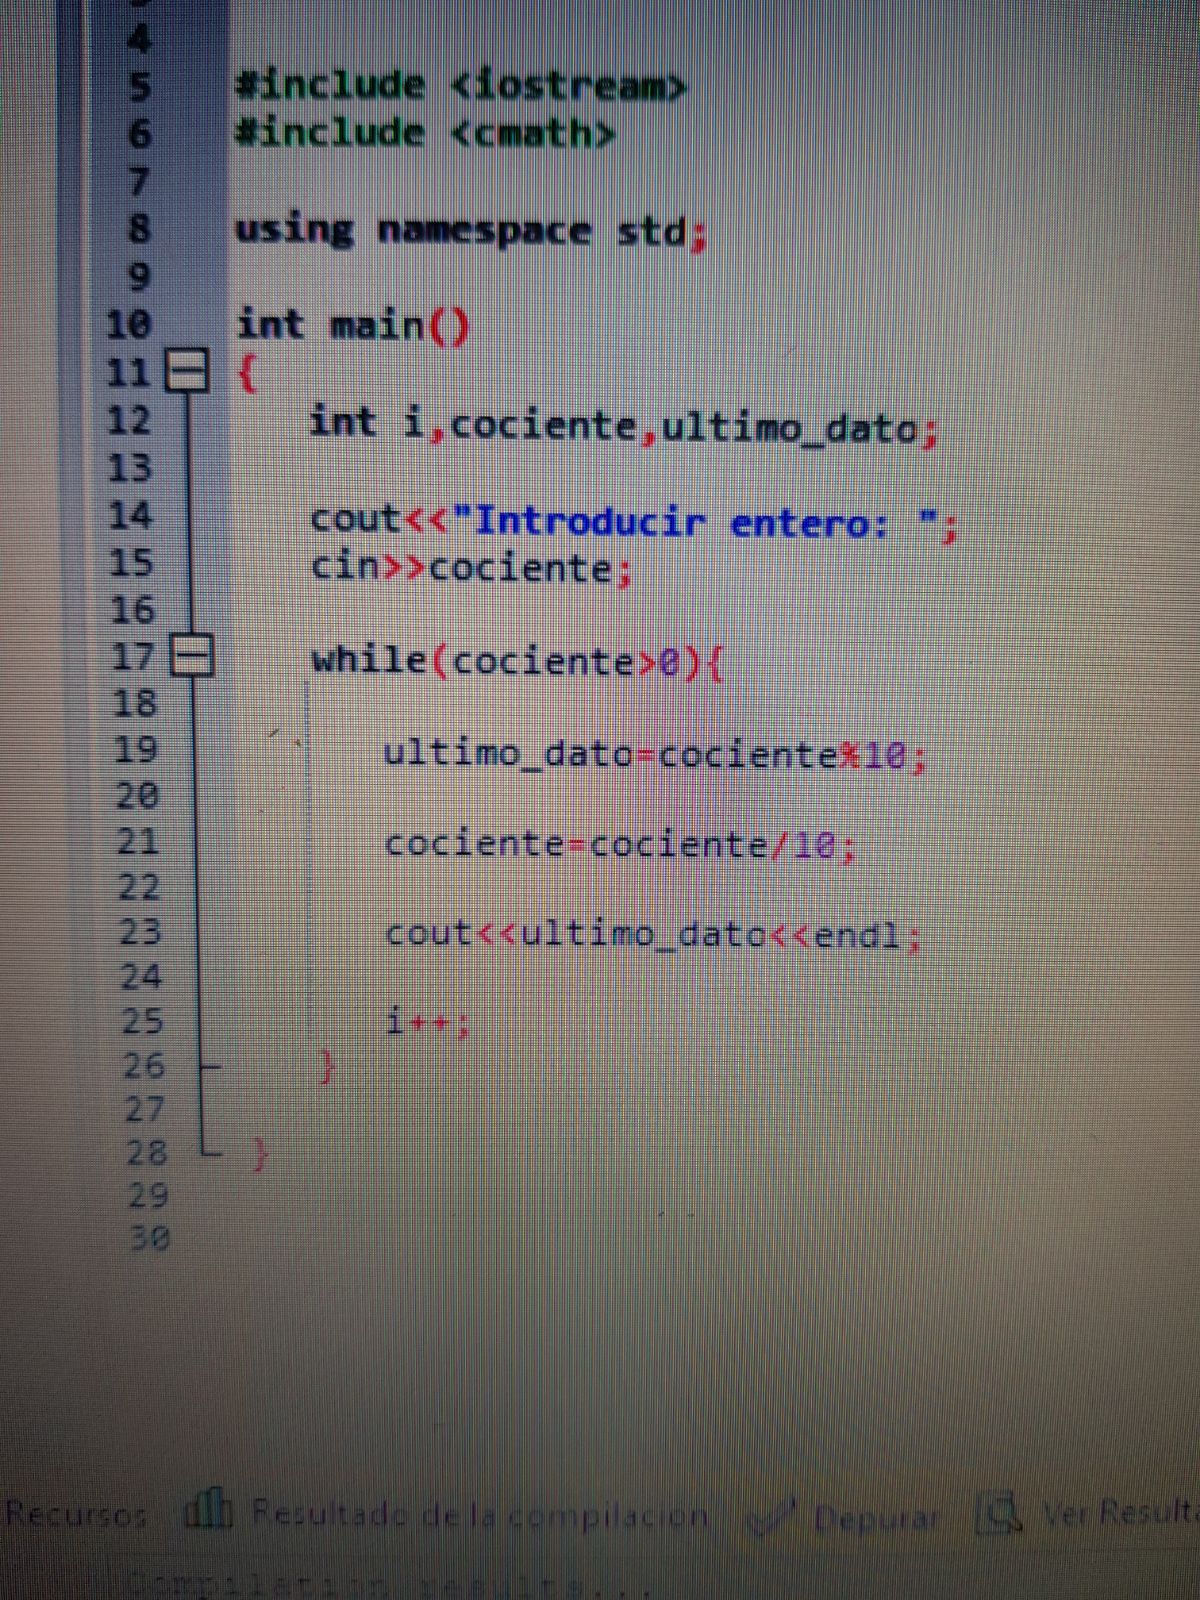 4
5 #include <iostream>
6 #include <cmath>
7
8 using namespace std;
9
10 int main()
11 {
12 int i,cociente,ultimo_dato;
13
14 cout<<"Introducir entero: ";
15 cin>>cociente;
16
17 while(cociente>0){
18
19 ultimo_dato=cociente%10;
20
21 cociente=cociente/10;
22
23 cout<<ultimo_dato<<endl;
24
25 i++;
26 }
27
28 }
29
30
Recursos Resultado de la compilacion Depurar Ver Result
Compilation results...